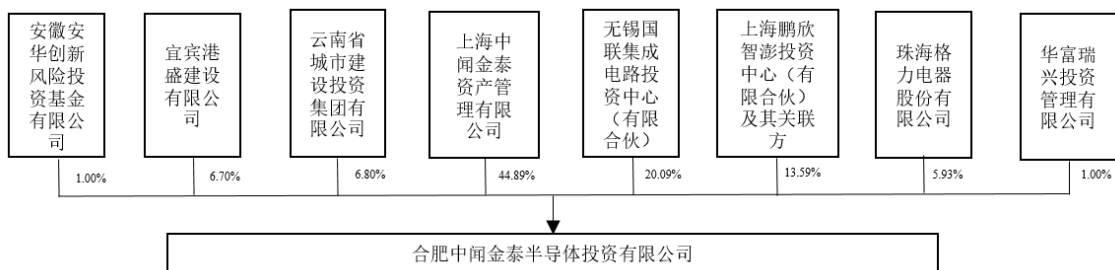 安徽安
华创新
风险投
资基金
有限公
司
宜宾港
盛建设
有限公
司
云南省
城市建
设投资
集团有
限公司
上海中
闻金泰
资产管
理有限
公司
无锡国
联集成
电路投
资中心
（有限
合伙）
上海鹏欣
智澎投资
中心（有
限合伙）
及其关联
方
珠海格
力电器
股份有
限公司
华富瑞
兴投资
管理有
限公司
1.00%
6.70%
6.80%
44.89%
20.09%
13.59%
5.93%
1.00%
合肥中闻金泰半导体投资有限公司